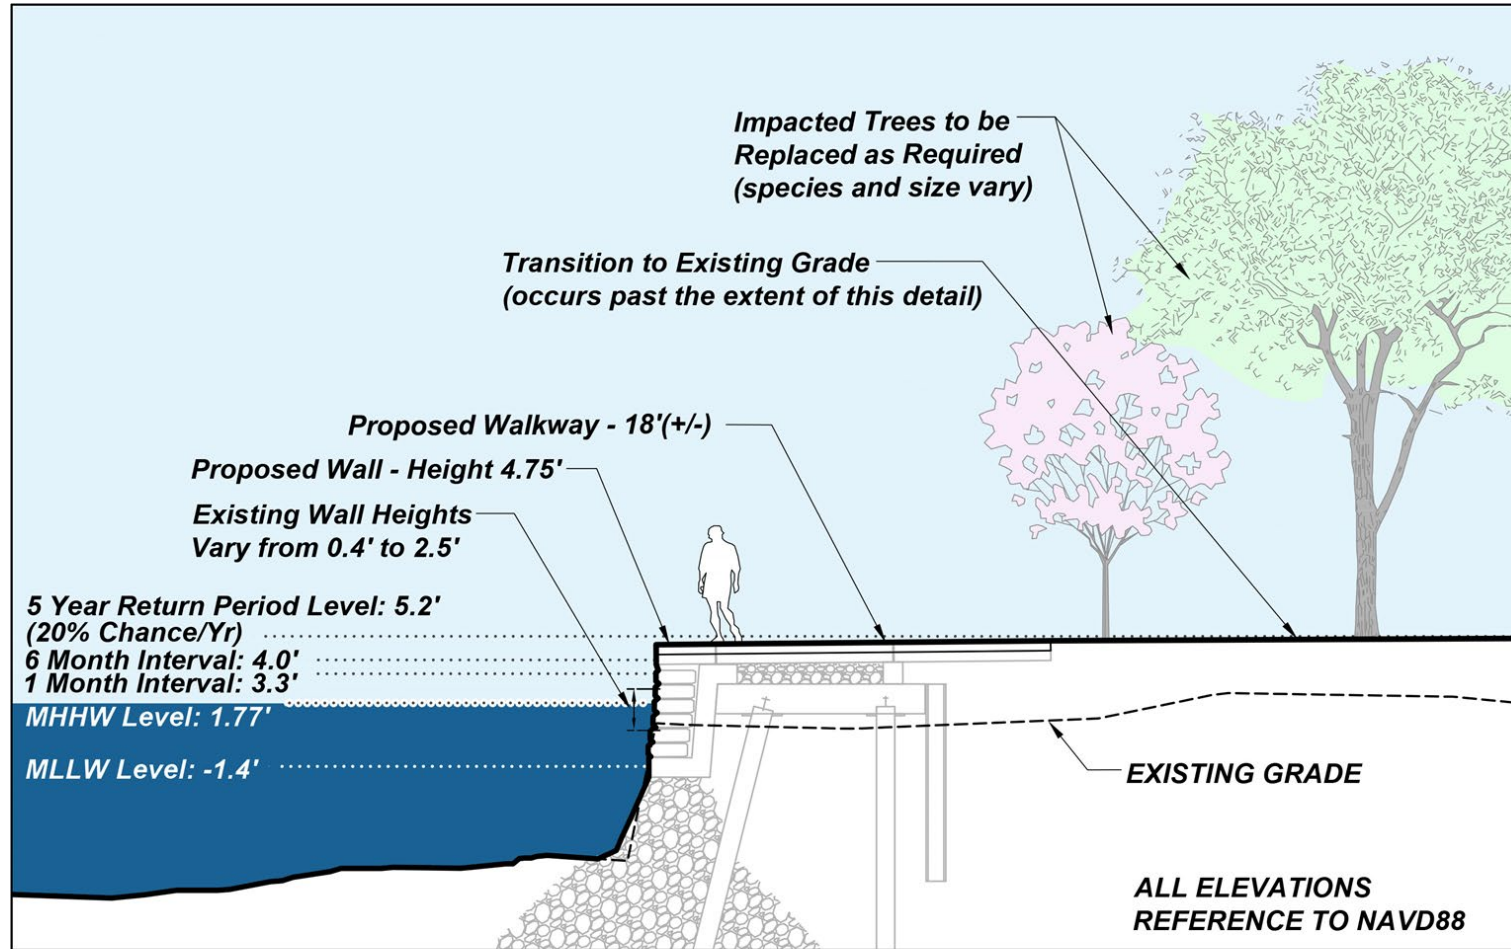 Impacted Trees to be
Replaced as Required
(species and size vary)
Transition to Existing Grade
(occurs past the extent of this detail)
Proposed Walkway - 18'(+/-)
Proposed Wall - Height 4.75'
Existing Wall Heights
Vary from 0.4' to 2.5'
5 Year Return Period Level: 5.2'
(20% Chance/Yr)
6 Month Interval: 4.0'
1 Month Interval: 3.3'
MHHW Level: 1.77'
MLLW Level: -1.4'
EXISTING GRADE
ALL ELEVATIONS
REFERENCE TO NAVD88